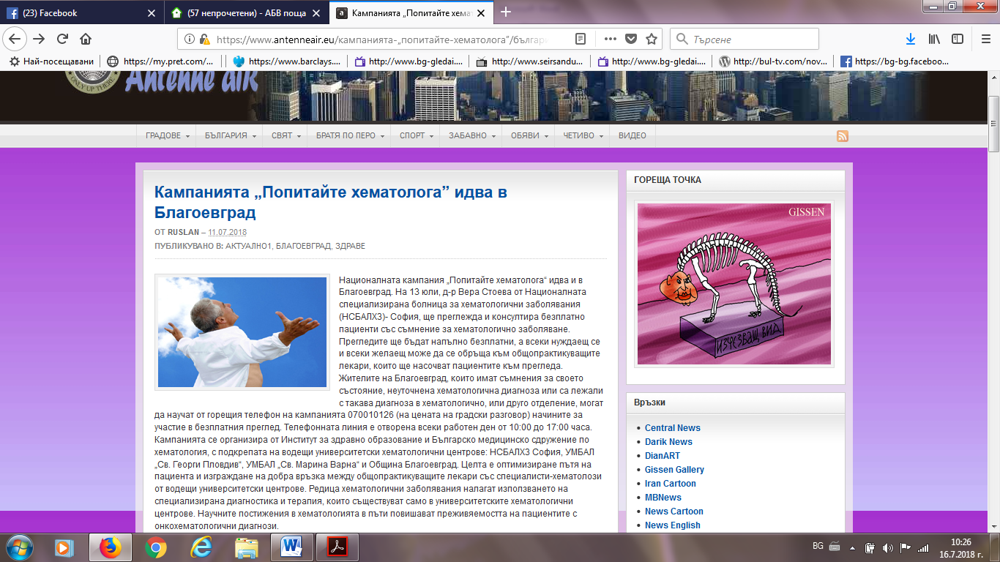 (23) Facebook
(57 непрочетени) - АБВ поща
Кампанията „Попитайте хемат
https://www.antenneair.eu/кампанията-„попитайте-хематолога”/българи
Търсене
Най-посещавани
https://my.pret.com/...
https://www.barclays....
http://www.bg-gledai....
http://www.seirsandu...
http://www.bg-gledai....
http://bul-tv.com/nov...
https://bg-bg.faceboo...
ONLY UP THERE
Antenne aiR
ГРАДОВЕ
БЪЛГАРИЯ
СВЯТ
БРАТЯ ПО ПЕРО
СПОРТ
ЗАБАВНО
ОБЯВИ
ЧЕТИВО
ВИДЕО
Кампанията „Попитайте хематолога” идва в
Благоевград
ОТ RUSLAN – 11.07.2018
ПУБЛИКУВАНО В: АКТУАЛНО1, БЛАГОЕВГРАД, ЗДРАВЕ
Националната кампания „Попитайте хематолога“ идва и в
Благоевград. На 13 юли, д-р Вера Стоева от Националната
специализирана болница за хематологични заболявания
(НСБАЛХЗ)- София, ще преглежда и консултира безплатно
пациенти със съмнение за хематологично заболяване.
Прегледите ще бъдат напълно безплатни, а всеки нуждаещ се
и всеки желаещ може да се обръща към общопрактикуващите
лекари, които ще насочват пациентите към прегледа.
Жителите на Благоевград, които имат съмнения за своето
състояние, неуточнена хематологична диагноза или са лежали
с такава диагноза в хематологично, или друго отделение, могат
да научат от горещия телефон на кампанията 070010126 (на цената на градски разговор) начините за
участие в безплатния преглед. Телефонната линия е отворена всеки работен ден от 10:00 до 17:00 часа.
Кампанията се организира от Институт за здравно образование и Българско медицинско сдружение по
хематология, с подкрепата на водещи университетски хематологични центрове: НСБАЛХЗ София, УМБАЛ
„Св. Георги Пловдив“, УМБАЛ „Св. Марина Варна“ и Община Благоевград. Целта е оптимизиране пътя на
пациента и изграждане на добра връзка между общопрактикуващите лекари със специалисти-хематолози
от водещи университетски центрове. Редица хематологични заболявания налагат използването на
специализирана диагностика и терапия, които съществуват само в университетските хематологични
центрове. Научните постижения в хематологията в пъти повишават преживяемостта на пациентите с
онкохематологични диагнози.
ГОРЕЩА ТОЧКА
GISSEN
ИЗЧЕЗВАЩ ВИД
Връзки
Central News
Darik News
DianART
Gissen Gallery
Iran Cartoon
MBNews
News Cartoon
News English
BG
10:26
16.7.2018 г.